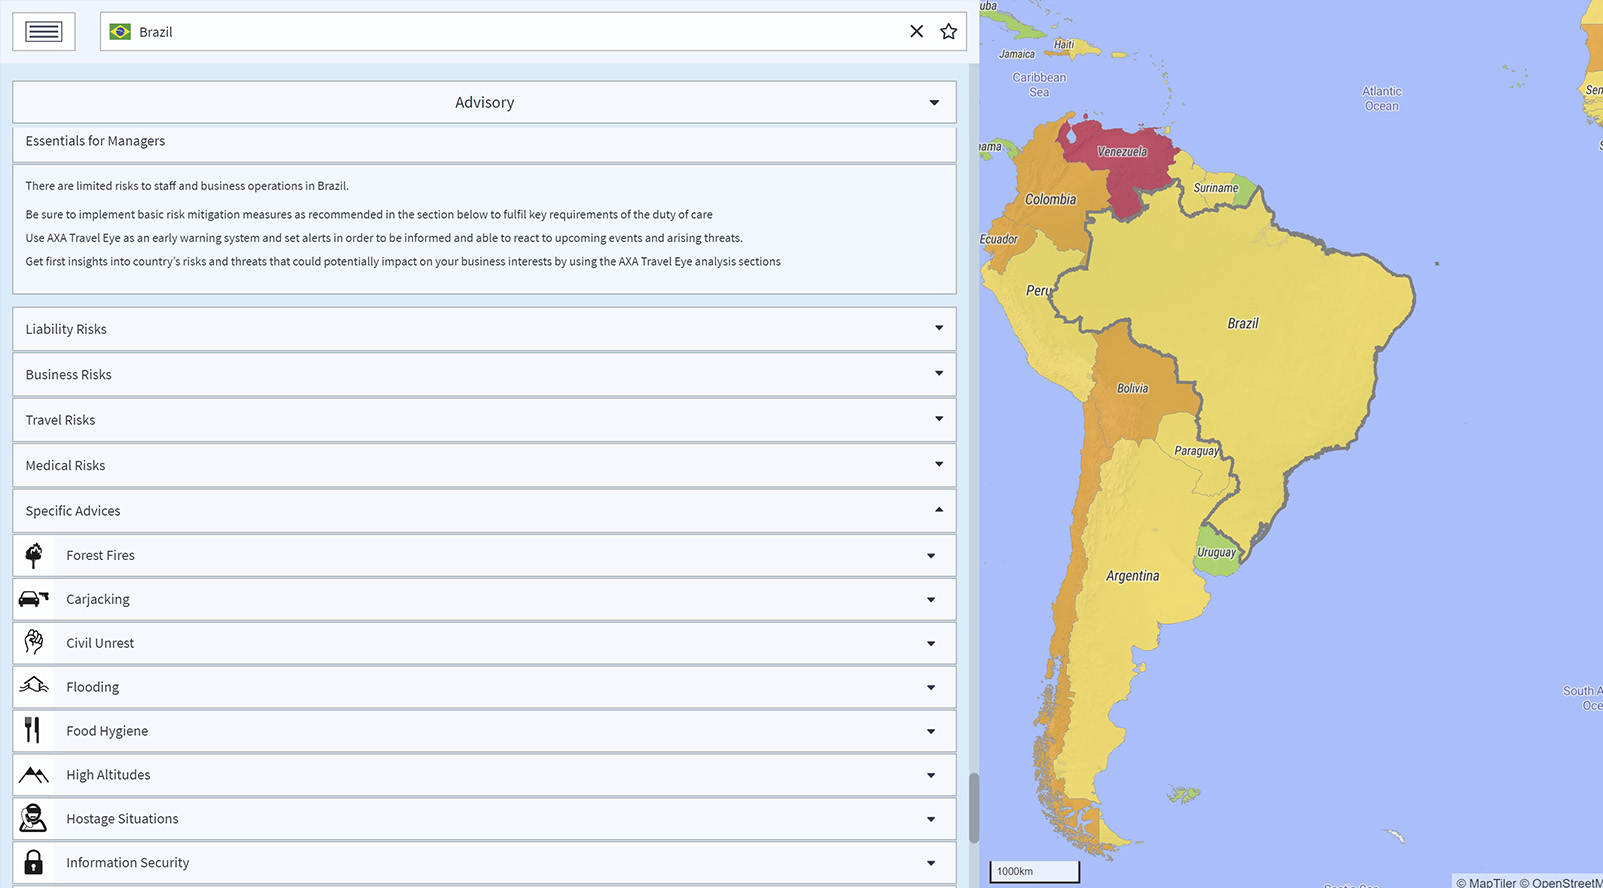 Brazil
Advisory
Essentials for Managers
There are limited risks to staff and business operations in Brazil.
Be sure to implement basic risk mitigation measures as recommended in the section below to fulfil key requirements of the duty of care
Use AXA Travel Eye as an early warning system and set alerts in order to be informed and able to react to upcoming events and arising threats.
Get first insights into country's risks and threats that could potentially impact on your business interests by using the AXA Travel Eye analysis sections
Liability Risks
Business Risks
Travel Risks
Medical Risks
Specific Advices
Forest Fires
Carjacking
Civil Unrest
Flooding
Food Hygiene
High Altitudes
Hostage Situations
Information Security
uba
Jamaica
Haiti
Caribbean
Sea
Atlantic
Ocean
Sen
ama
Venezuela
Colombia
Suriname
Ecuador
Peru
Brazil
Bolivia
Paraguay
Uruguay
Argentina
South A
Oce
1000km
© MapTiler © OpenStreetM